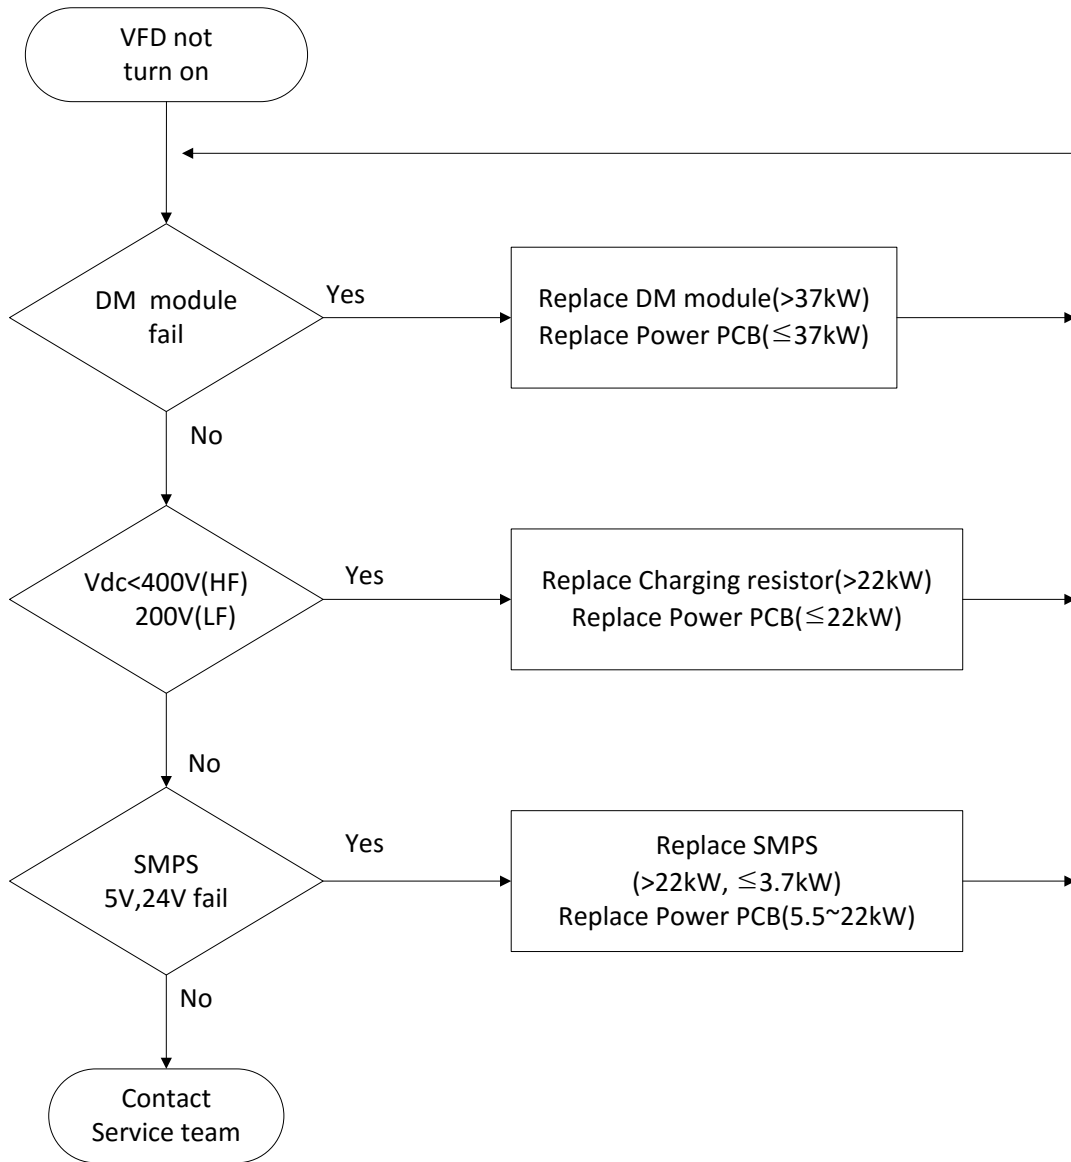 VFD not
turn on
DM module
fail
Yes
Replace DM module(>37kW)
Replace Power PCB(≦37kW)
No
Vdc<400V(HF)
200V(LF)
Yes
Replace Charging resistor(>22kW)
Replace Power PCB(≦22kW)
No
SMPS
5V,24V fail
Yes
Replace SMPS
(>22kW, ≦3.7kW)
Replace Power PCB(5.5~22kW)
No
Contact
Service team